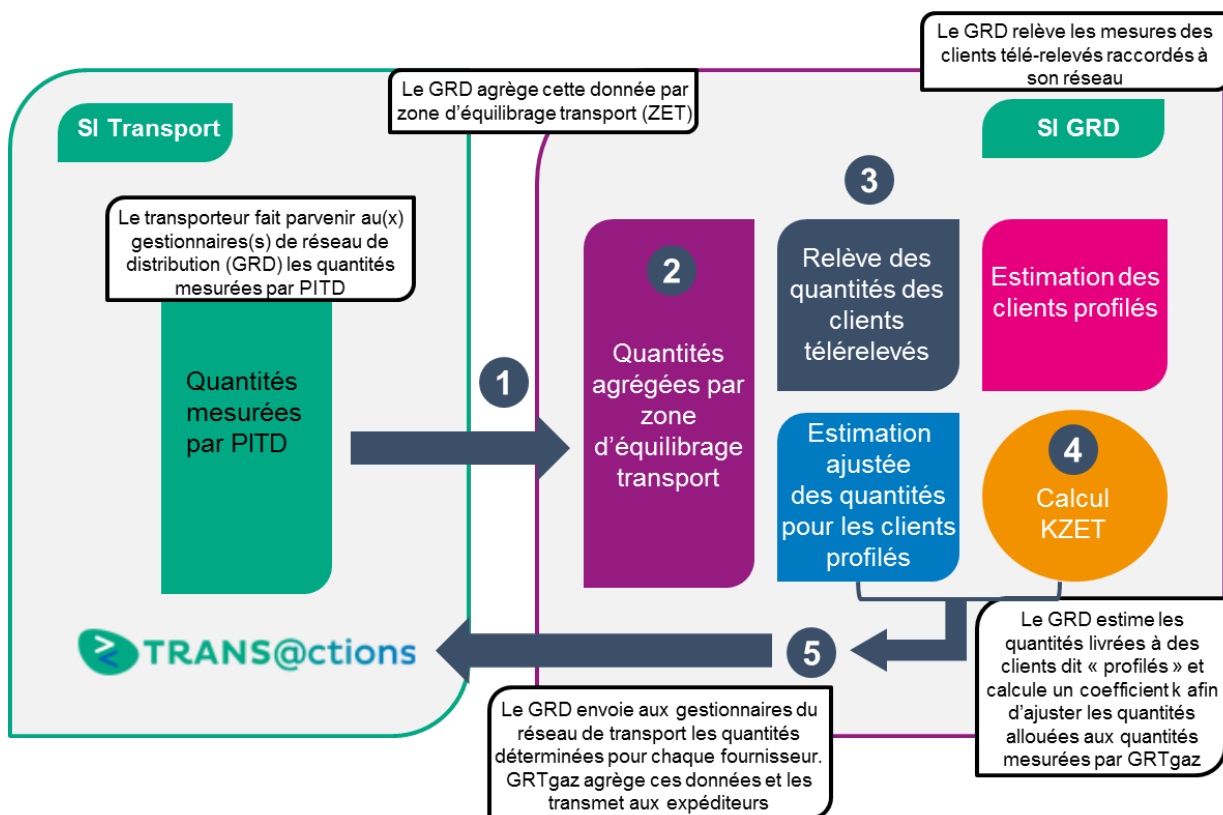 Le GRD relève les mesures des
clients télé-relevés raccordés à
son réseau
Le GRD agrège cette donnée par
zone d'équilibrage transport (ZET)
SI Transport
SI GRD
Le transporteur fait parvenir au(x)
gestionnaires(s) de réseau de
distribution (GRD) les quantités
mesurées par PITD
Quantités
mesurées
par PITD
1
2
Quantités
agrégées par
zone
d'équilibrage
transport
3
Relève des
quantités des
clients
télérelevés
Estimation des
clients profilés
Estimation
ajustée
des quantités
pour les clients
profilés
4
Calcul
KZET
Le GRD estime les
quantités livrées à des
clients dit « profilés » et
calcule un coefficient k afin
d'ajuster les quantités
allouées aux quantités
mesurées par GRTgaz
5
TRANS@ctions
Le GRD envoie aux gestionnaires du
réseau de transport les quantités
déterminées pour chaque fournisseur.
GRTgaz agrège ces données et les
transmet aux expéditeurs